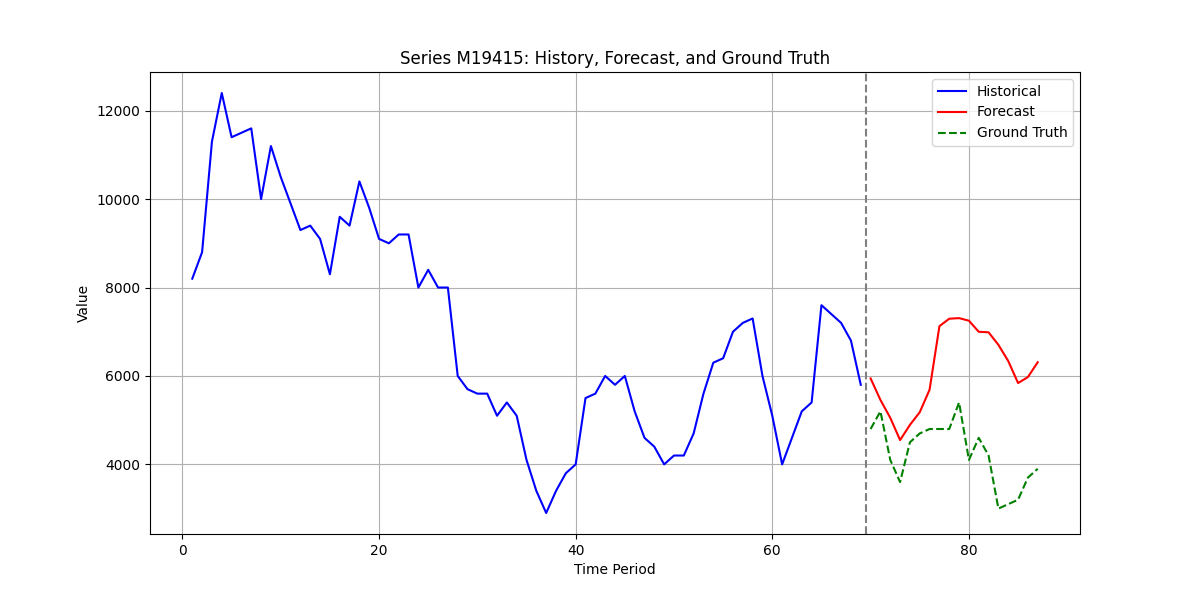 Series M19415: History, Forecast, and Ground Truth
Historical
Forecast
Ground Truth
Value
12000
10000
8000
6000
4000
0
20
40
60
80
Time Period